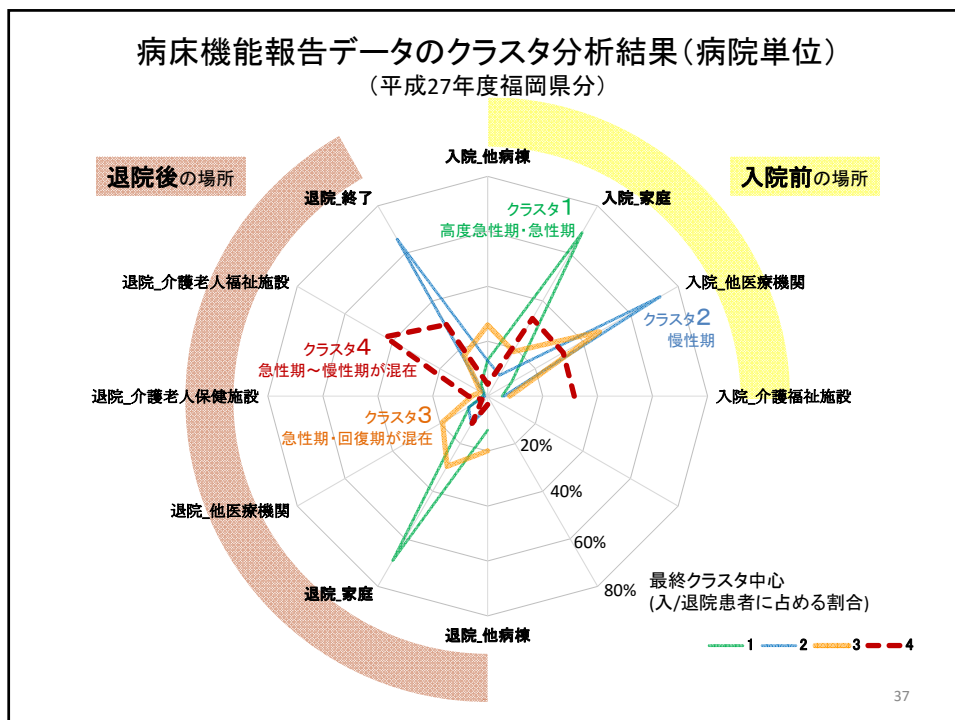 病床機能報告データのクラスタ分析結果(病院単位)
(平成27年度福岡県分)
退院後の場所
入院前の場所
入院_他病棟
入院_家庭
入院_他医療機関
入院_介護福祉施設
退院_他病棟
退院_家庭
退院_他医療機関
退院_介護老人保健施設
退院_介護老人福祉施設
退院_終了
クラスタ1
高度急性期・急性期
クラスタ2
慢性期
クラスタ4
急性期～慢性期が混在
クラスタ3
急性期・回復期が混在
20%
40%
60%
80%
最終クラスタ中心
(入/退院患者に占める割合)
1 2 3 4
37